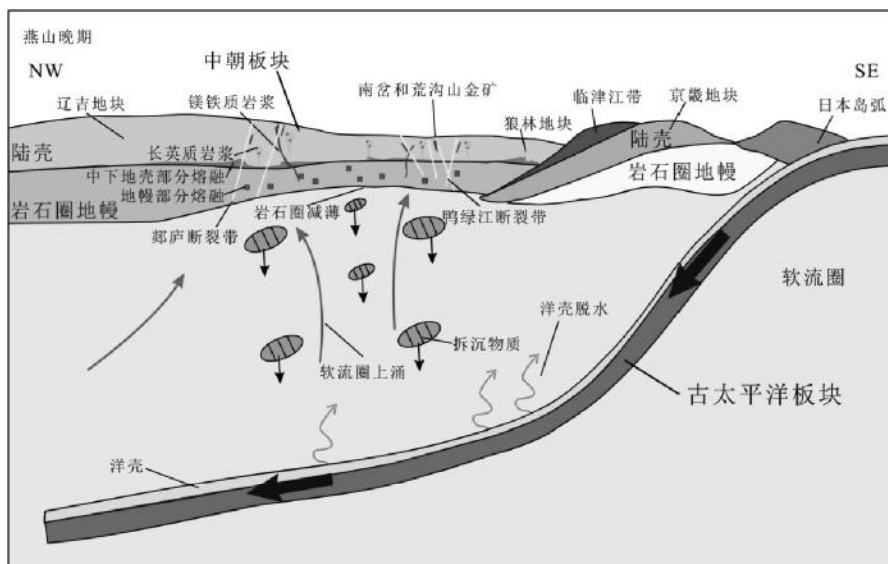 燕山晚期
NW
SE
中朝板块
辽吉地块
镁铁质岩浆
南岔和荒沟山金矿
临津江带
京畿地块
日本岛弧
狼林地块
陆壳
长英质岩浆
陆壳
中下地壳部分熔融
地幔部分熔融
岩石圈地幔
岩石圈地幔
岩石圈减薄
鸭绿江断裂带
郯庐断裂带
软流圈
洋壳脱水
拆沉物质
软流圈上涌
古太平洋板块
洋壳